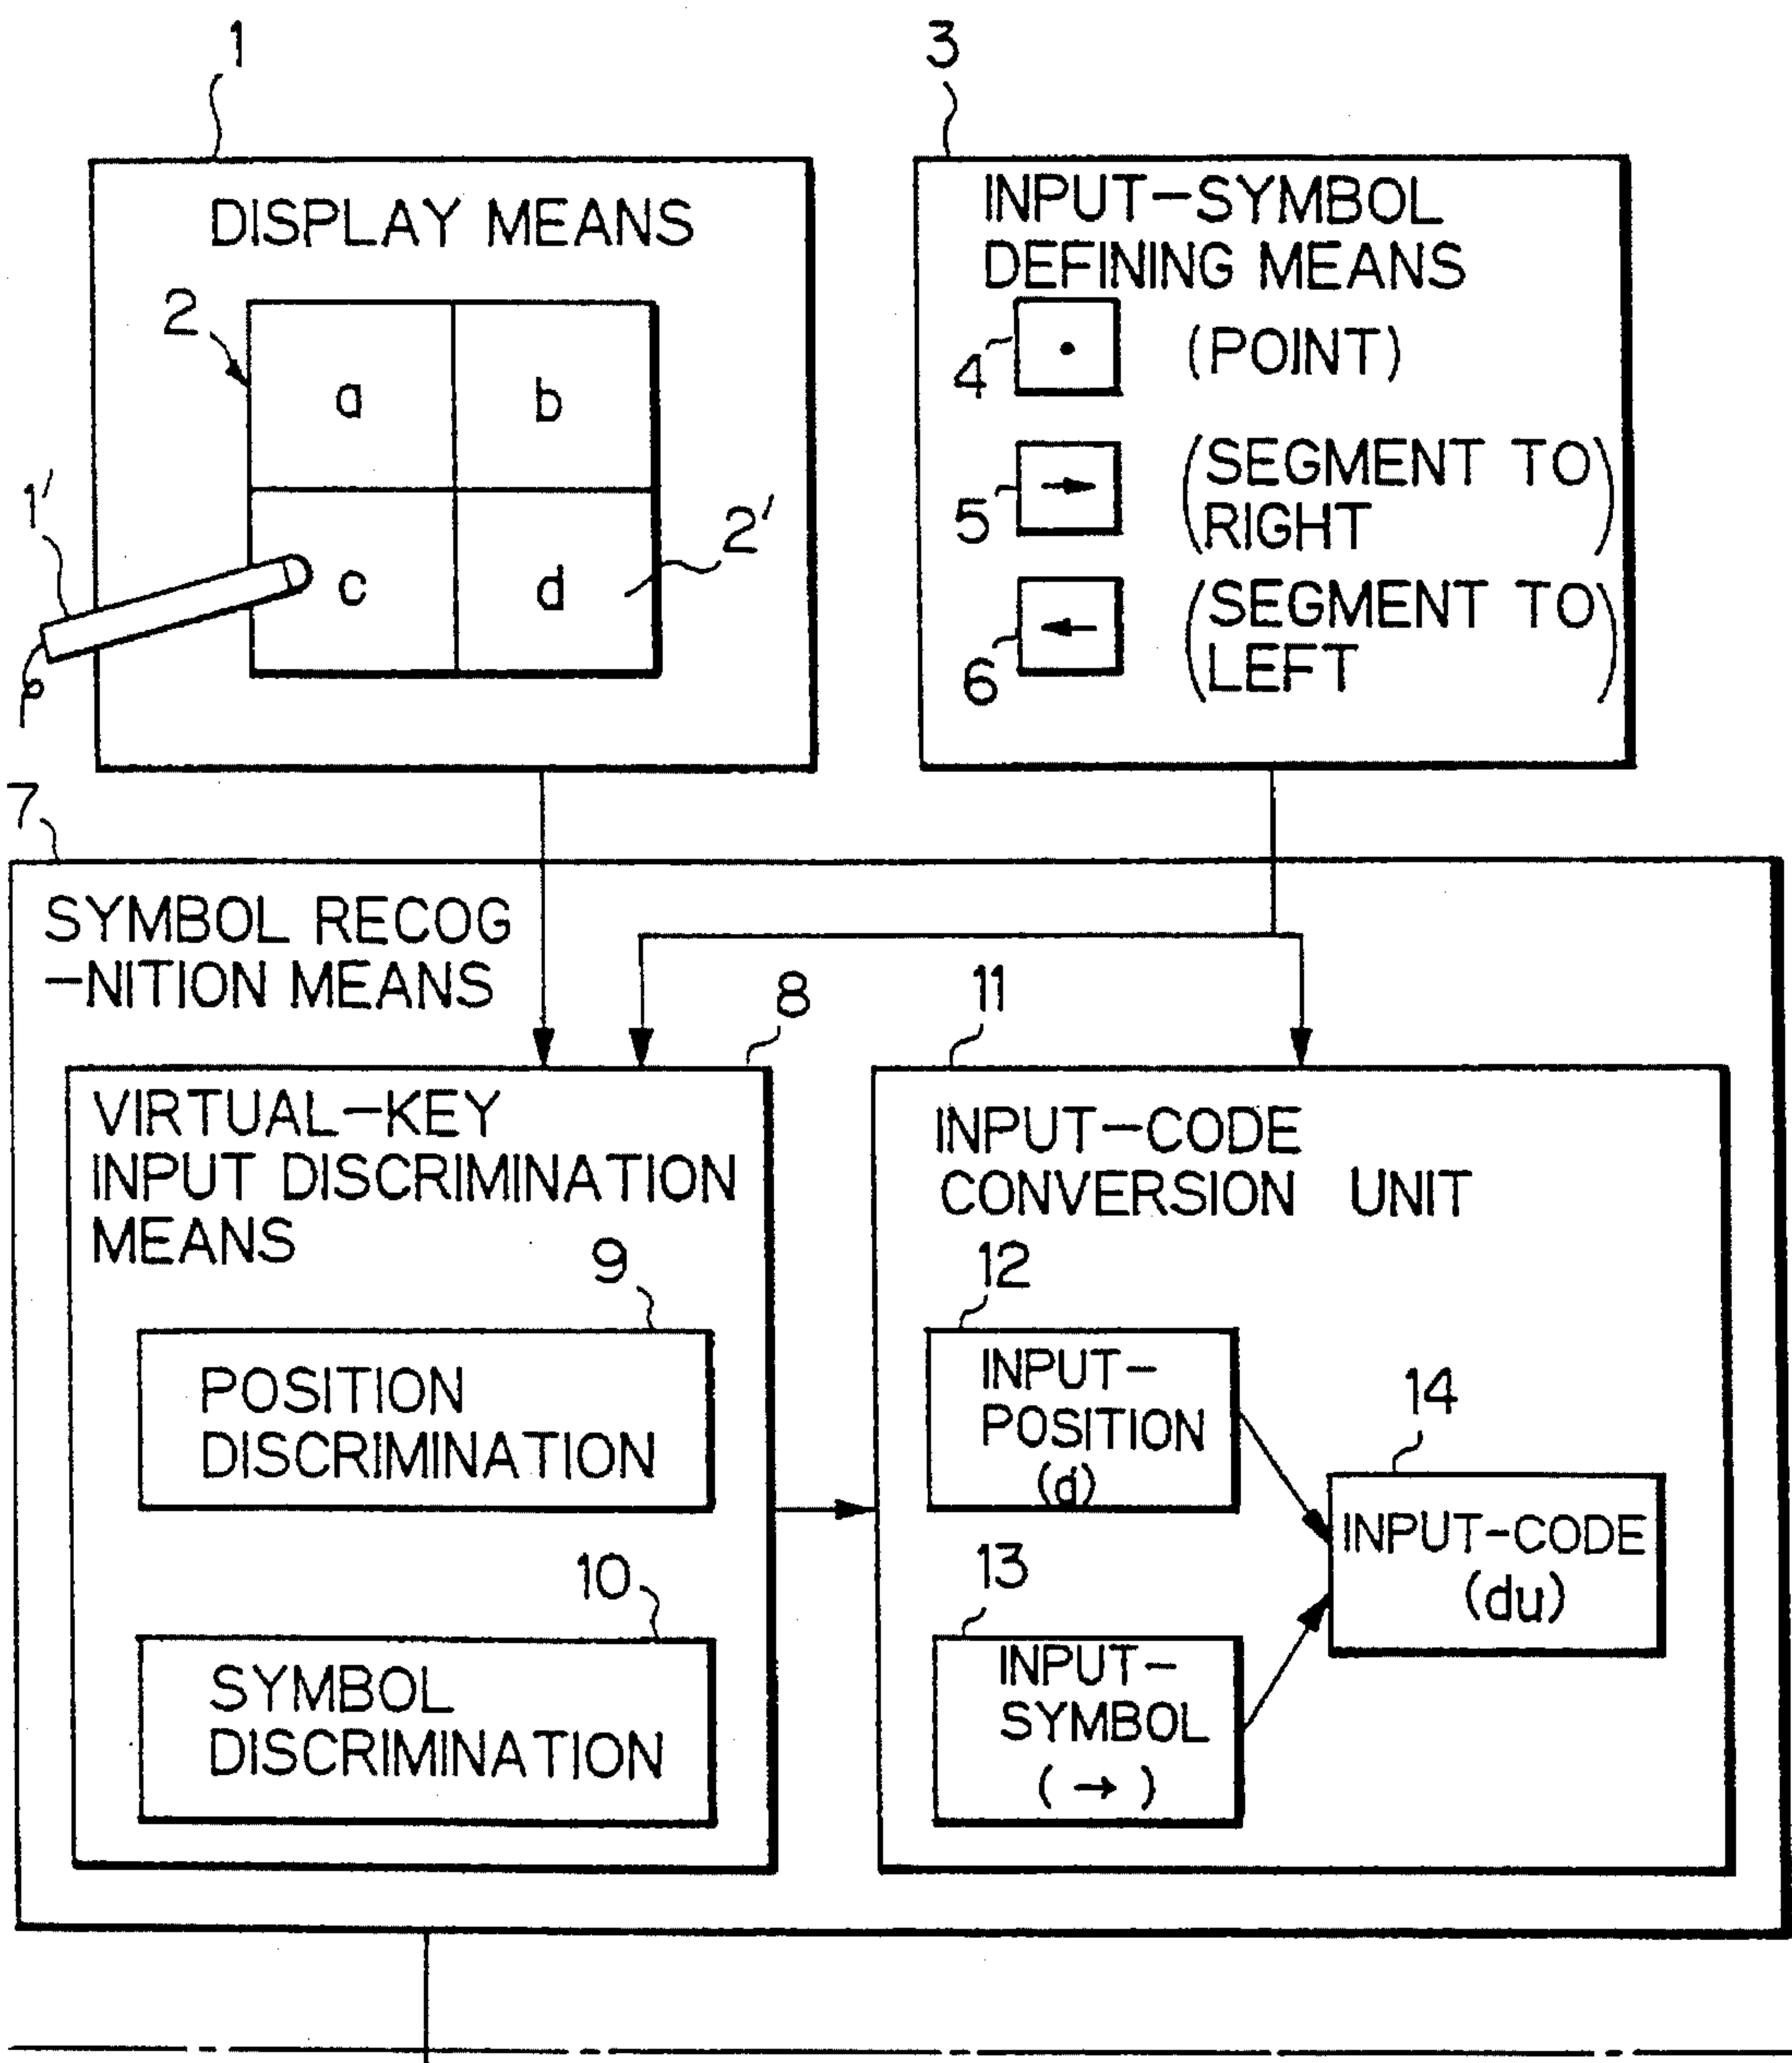 1
DISPLAY MEANS
2
a b
1'
c d
2'
3
INPUT-SYMBOL
DEFINING MEANS
4 • (POINT)
5 → (SEGMENT TO
RIGHT)
6 ← (SEGMENT TO
LEFT)
7
SYMBOL RECOG
-NITION MEANS
8
VIRTUAL-KEY
INPUT DISCRIMINATION
MEANS
9
POSITION
DISCRIMINATION
10
SYMBOL
DISCRIMINATION
11
INPUT-CODE
CONVERSION UNIT
12
INPUT-
POSITION
(d)
13
INPUT-
SYMBOL
( → )
14
INPUT-CODE
(du)